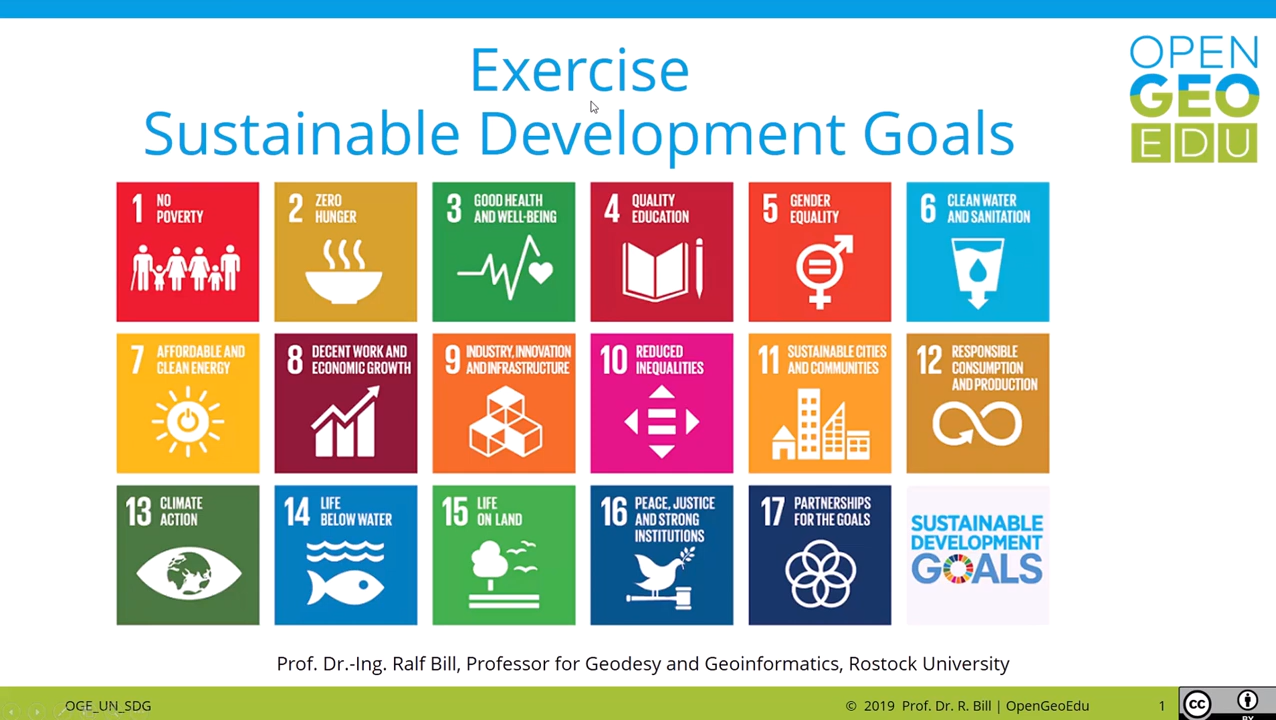 Exercise
Sustainable Development Goals
OPEN
GEO
EDU
1 NO
POVERTY
2 ZERO
HUNGER
3 GOOD HEALTH
AND WELL-BEING
4 QUALITY
EDUCATION
5 GENDER
EQUALITY
6 CLEAN WATER
AND SANITATION
7 AFFORDABLE AND
CLEAN ENERGY
8 DECENT WORK AND
ECONOMIC GROWTH
9 INDUSTRY, INNOVATION
AND INFRASTRUCTURE
10 REDUCED
INEQUALITIES
11 SUSTAINABLE CITIES
AND COMMUNITIES
12 RESPONSIBLE
CONSUMPTION
AND PRODUCTION
13 CLIMATE
ACTION
14 LIFE
BELOW WATER
15 LIFE
ON LAND
16 PEACE, JUSTICE
AND STRONG
INSTITUTIONS
17 PARTNERSHIPS
FOR THE GOALS
SUSTAINABLE
DEVELOPMENT
GOALS
Prof. Dr.-Ing. Ralf Bill, Professor for Geodesy and Geoinformatics, Rostock University
OGE_UN_SDG
© 2019 Prof. Dr. R. Bill | OpenGeoEdu
1
cc
BY